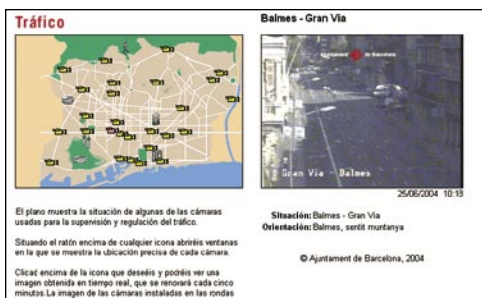 Tráfico
El plano muestra la situación de algunas de las cámaras
usadas para la supervisión y regulación del tráfico.
Situando el ratón encima de cualquier icona abriréis ventanas
en la que se muestra la ubicación precisa de cada cámara.
Clicad encima de la icona que deseéis y podréis ver una
imagen obtenida en tiempo real, que se renovará cada cinco
minutos.La imagen de las cámaras instaladas en las rondas
Balmes - Gran Via
Ajuntament de Barcelona
Gran Via - Balmes
25/06/2004 10:18
Situación: Balmes - Gran Via
Orientación: Balmes, sentit muntanya
© Ajuntament de Barcelona, 2004